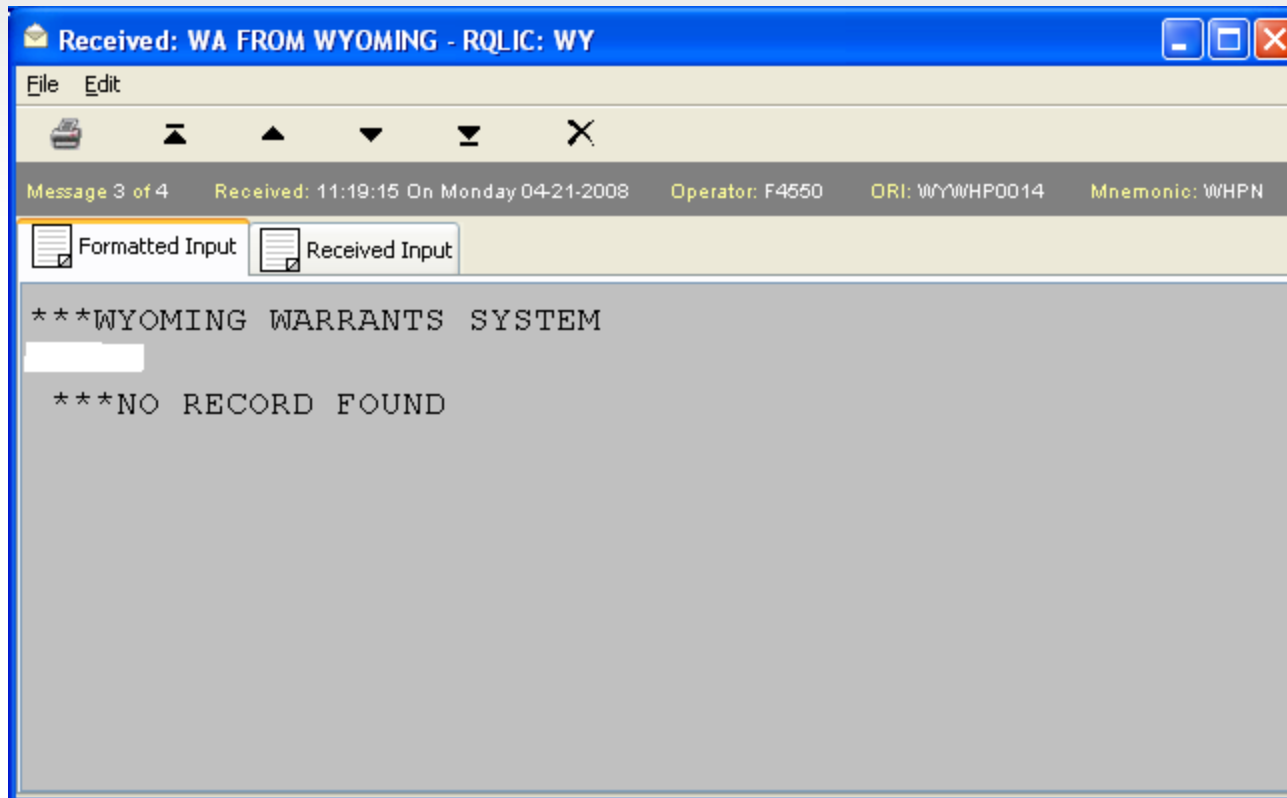 Received: WA FROM WYOMING - RQLIC: WY
File Edit
Message 3 of 4 Received: 11:19:15 On Monday 04-21-2008 Operator: F4550 ORI: WYWHP0014 Mnemonic: WHPN
Formatted Input Received Input
***WYOMING WARRANTS SYSTEM
***NO RECORD FOUND